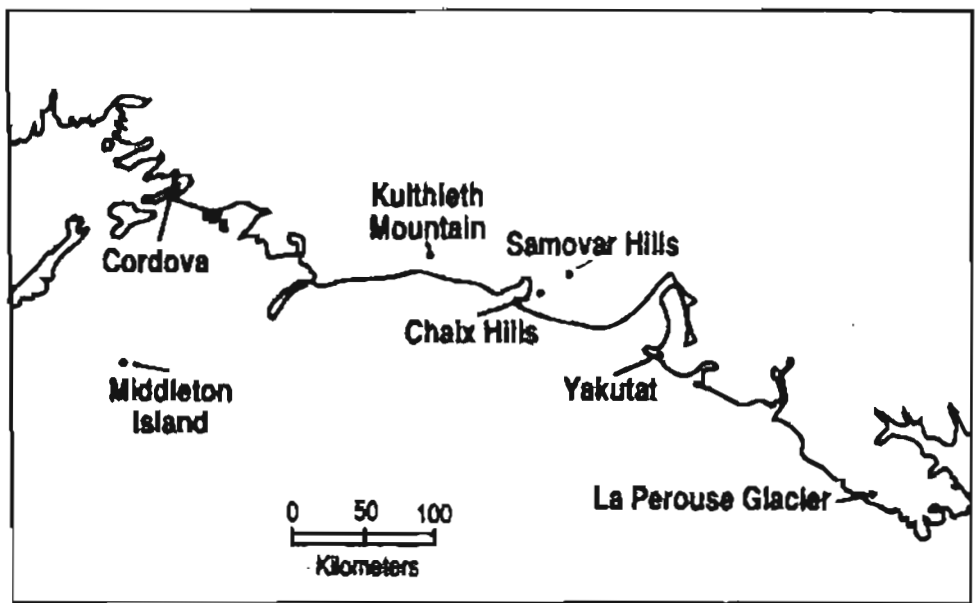 Kulthieth
Mountain
Samovar Hills
Cordova
Chaix Hills
Middleton
Island
Yakutat
La Perouse Glacier
0 50 100
Kilometers